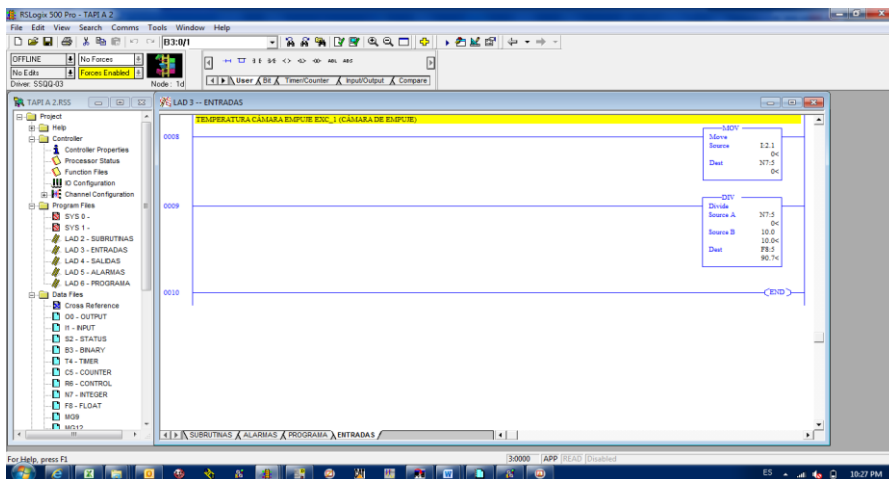 RSLogix 500 Pro - TAPI A 2
File Edit View Search Comms Tools Window Help
B3:0/1
OFFLINE No Forces
No Edits Forces Enabled
Driver: SSQQ-03 Node: 1d
User Bit Timer/Counter Input/Output Compare
TAPI A 2.RSS
LAD 3 -- ENTRADAS
Project
Help
Controller
Controller Properties
Processor Status
Function Files
IO Configuration
Channel Configuration
Program Files
SYS 0 -
SYS 1 -
LAD 2 - SUBRUTINAS
LAD 3 - ENTRADAS
LAD 4 - SALIDAS
LAD 5 - ALARMAS
LAD 6 - PROGRAMA
Data Files
Cross Reference
O0 - OUTPUT
I1 - INPUT
S2 - STATUS
B3 - BINARY
T4 - TIMER
C5 - COUNTER
R6 - CONTROL
N7 - INTEGER
F8 - FLOAT
MG9
MG12
TEMPERATURA CÁMARA EMPUJE EXC_1 (CÁMARA DE EMPUJE)
0008
MOV
Move
Source I:2.1
0<
Dest N7:5
0<
0009
DIV
Divide
Source A N7:5
0<
Source B 10.0
10.0<
Dest F8:5
90.7<
0010
END
SUBRUTINAS ALARMAS PROGRAMA ENTRADAS
For Help, press F1
3:0000 APP READ Disabled
ES 10:27 PM